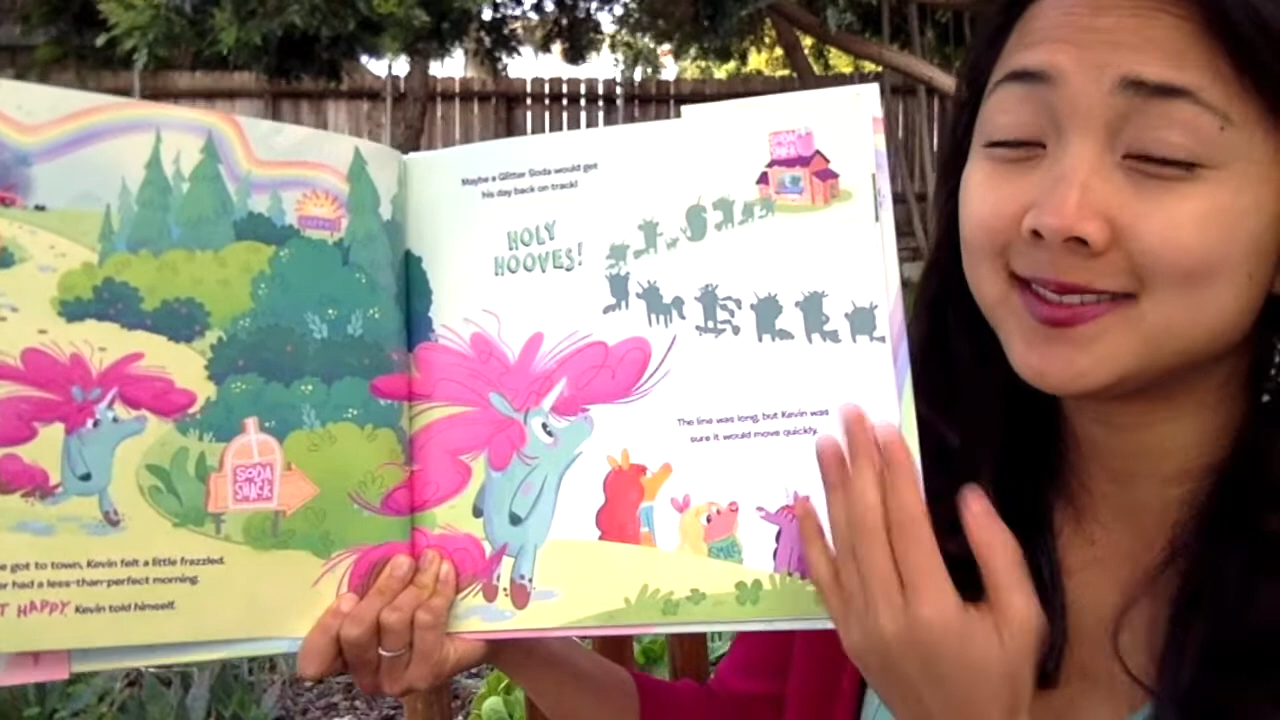 SODA
SHACK
got to town, Kevin felt a little frazzled.
had a less-than-perfect morning.
HAPPY, Kevin told himself.
Maybe a Glitter Soda would get
his day back on track!
HOLY
HOOVES!
SODA
SHACK
The line was long, but Kevin was
sure it would move quickly.